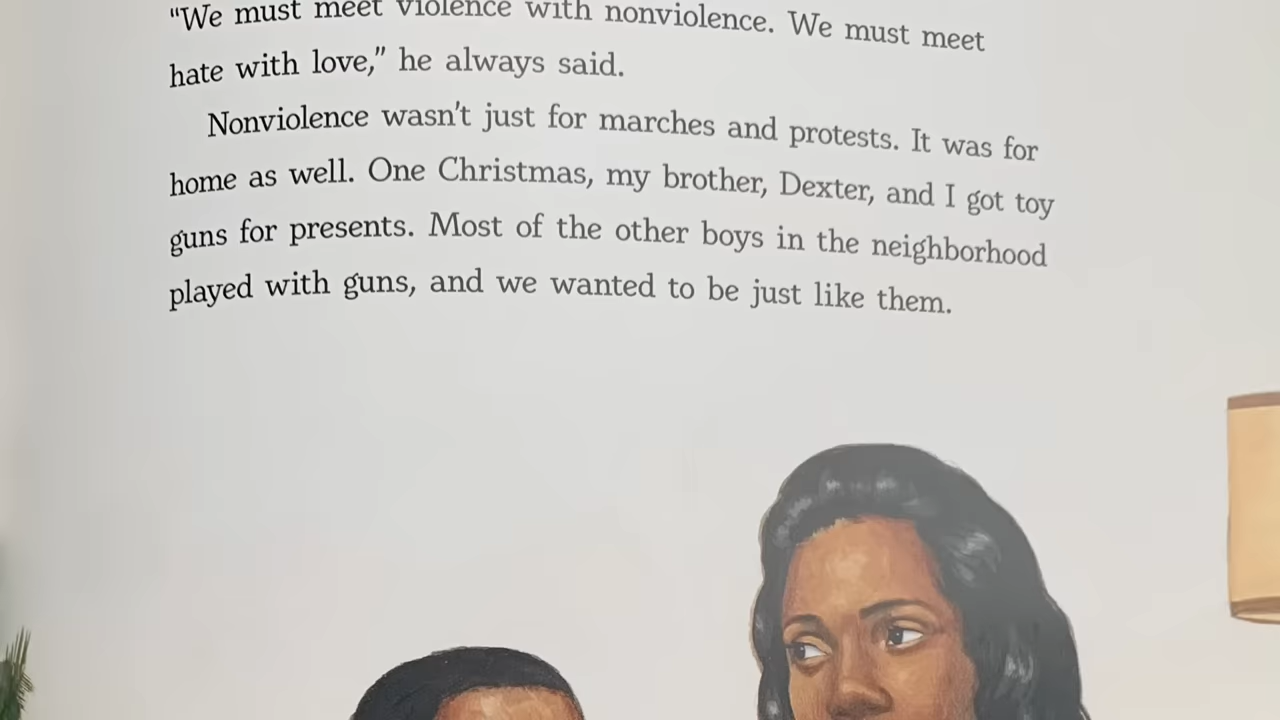 “We must meet violence with nonviolence. We must meet
hate with love,” he always said.
Nonviolence wasn’t just for marches and protests. It was for
home as well. One Christmas, my brother, Dexter, and I got toy
guns for presents. Most of the other boys in the neighborhood
played with guns, and we wanted to be just like them.